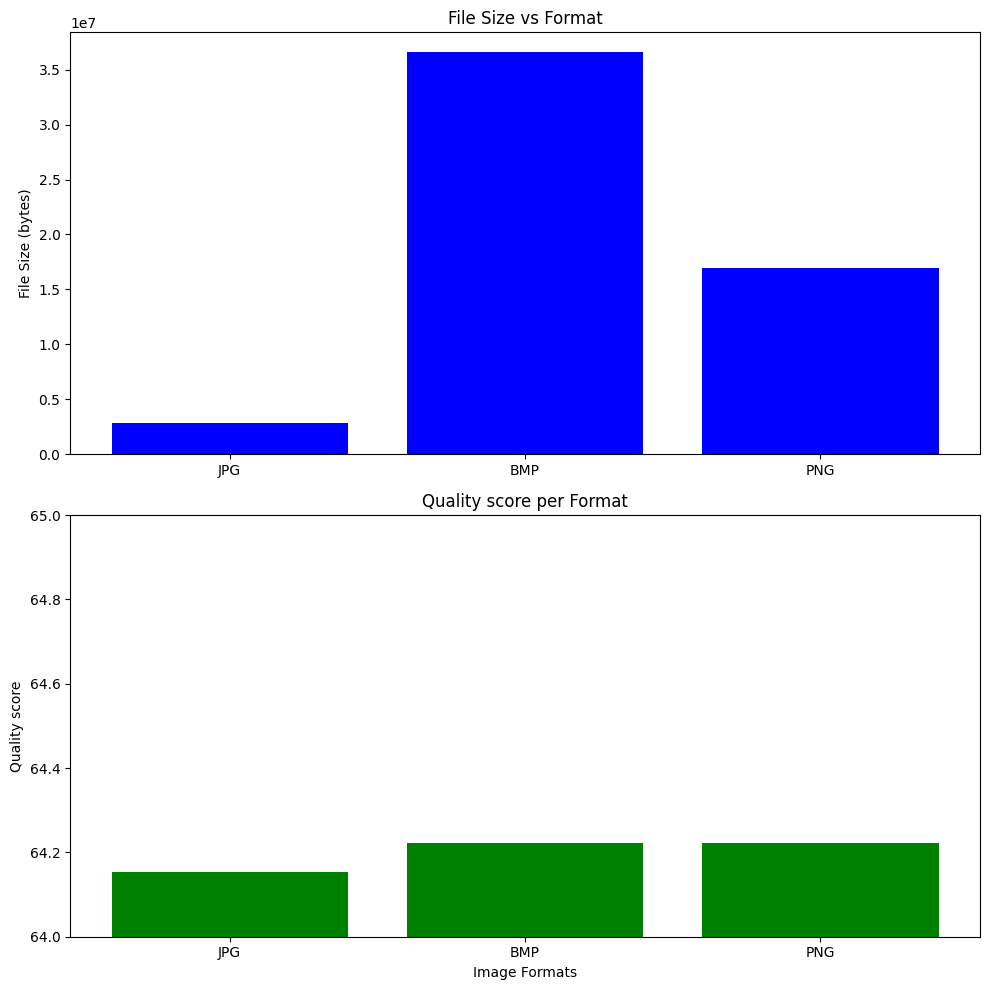 File Size vs Format
1e7
3.5
3.0
2.5
2.0
1.5
1.0
0.5
0.0
File Size (bytes)
JPG BMP PNG
Quality score per Format
65.0
64.8
64.6
64.4
64.2
64.0
Quality score
JPG BMP PNG
Image Formats